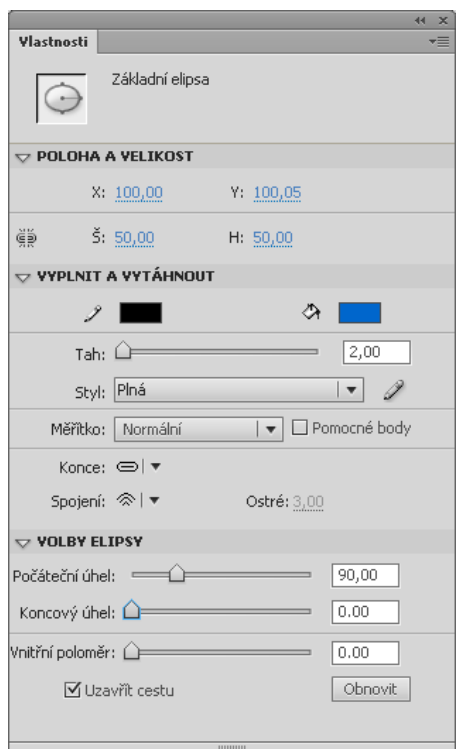 Vlastnosti
Základní elipsa
POLOHA A VELIKOST
X: 100,00 Y: 100,05
Š: 50,00 H: 50,00
VYPLNIT A VYTÁHNOUT
Tah: 2,00
Styl: Plná
Měřítko: Normální Pomocné body
Konce:
Spojení: Ostré: 3,00
VOLBY ELIPSY
Počáteční úhel: 90,00
Koncový úhel: 0.00
Vnitřní poloměr: 0.00
Uzavřít cestu Obnovit